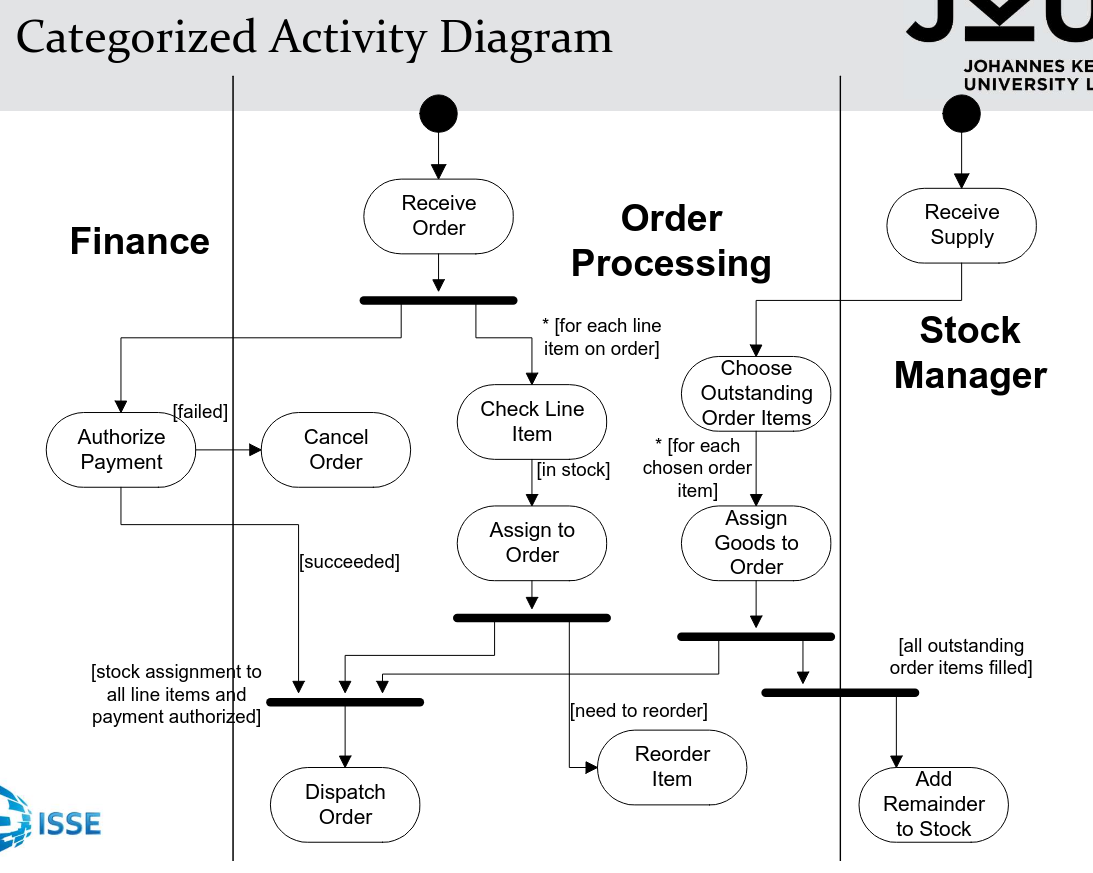 Categorized Activity Diagram
JKU
JOHANNES KE
UNIVERSITY L
Receive
Order
Order
Processing
Receive
Supply
Finance
* [for each line
item on order]
Stock
Manager
Choose
Outstanding
Order Items
[failed]
Authorize
Payment
Cancel
Order
Check Line
Item
* [for each
chosen order
item]
[in stock]
Assign to
Order
Assign
Goods to
Order
[succeeded]
[all outstanding
order items filled]
[stock assignment to
all line items and
payment authorized]
[need to reorder]
Reorder
Item
Dispatch
Order
Add
Remainder
to Stock
ISSE